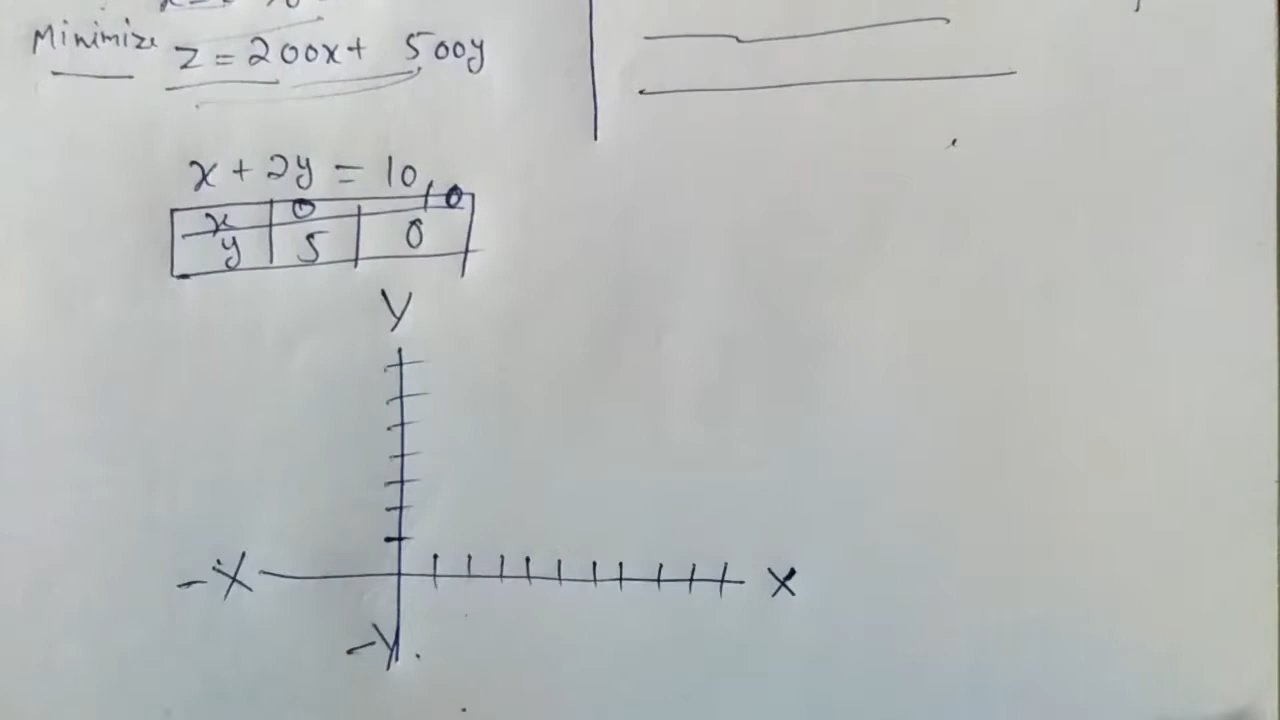 Minimize z = 200x + 500y
x + 2y = 10
x 0 10
y 5 0
Y
-X X
-Y